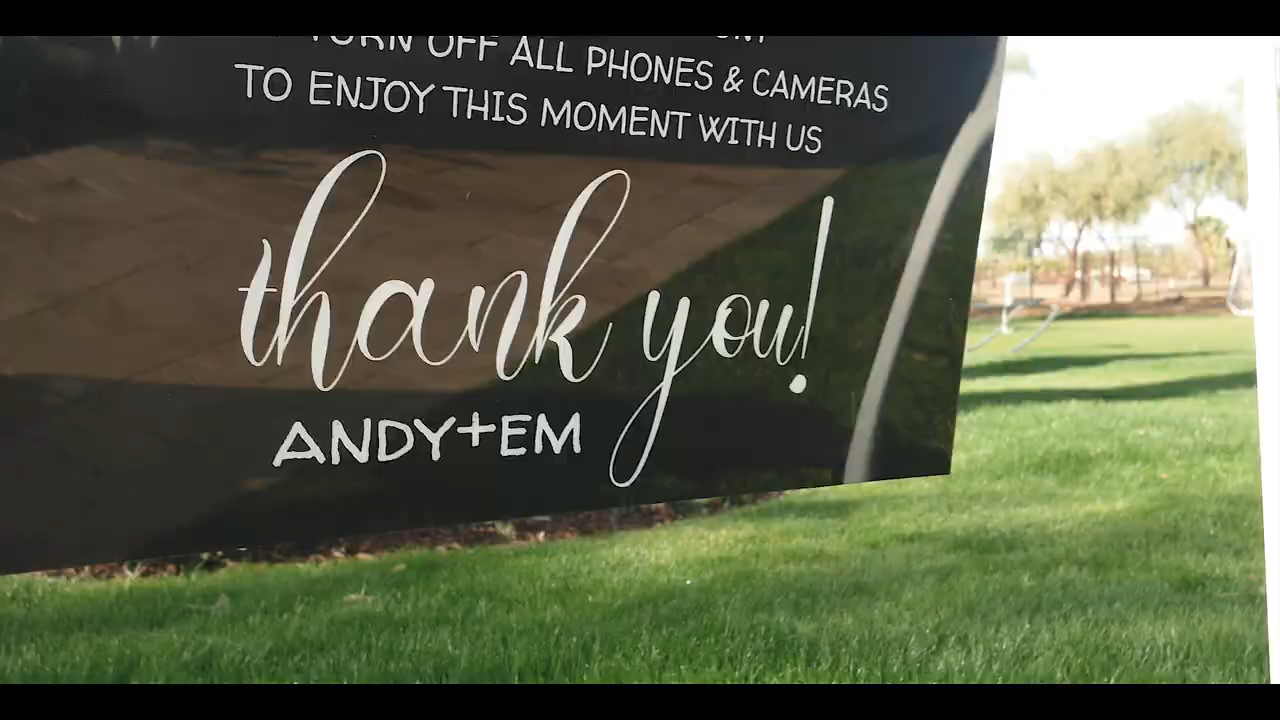 TURN OFF ALL PHONES & CAMERAS
TO ENJOY THIS MOMENT WITH US
thank you!
ANDY+EM